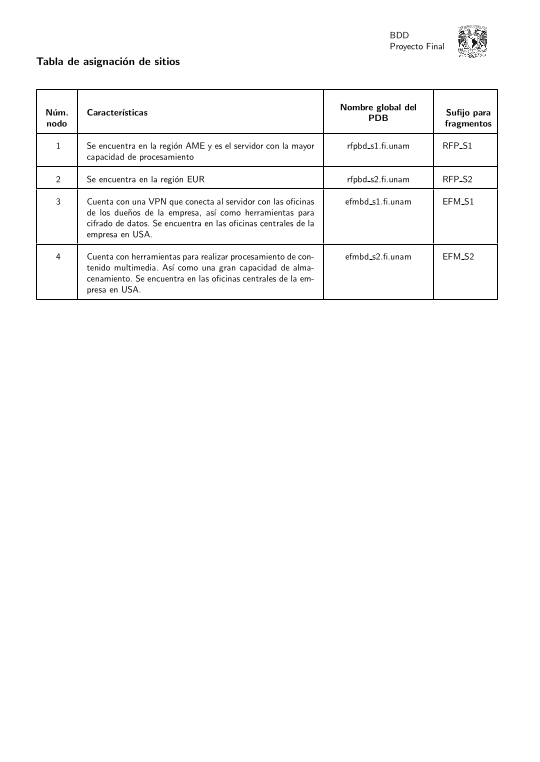 BDD
Proyecto Final
Tabla de asignación de sitios
Núm.
nodo
Características
Nombre global del
PDB
Sufijo para
fragmentos
1
Se encuentra en la región AME y es el servidor con la mayor
capacidad de procesamiento
rfpbd_s1.fi.unam
RFP_S1
2
Se encuentra en la región EUR
rfpbd_s2.fi.unam
RFP_S2
3
Cuenta con una VPN que conecta al servidor con las oficinas
de los dueños de la empresa, así como herramientas para
cifrado de datos. Se encuentra en las oficinas centrales de la
empresa en USA.
efmbd_s1.fi.unam
EFM_S1
4
Cuenta con herramientas para realizar procesamiento de con-
tenido multimedia. Así como una gran capacidad de alma-
cenamiento. Se encuentra en las oficinas centrales de la em-
presa en USA.
efmbd_s2.fi.unam
EFM_S2